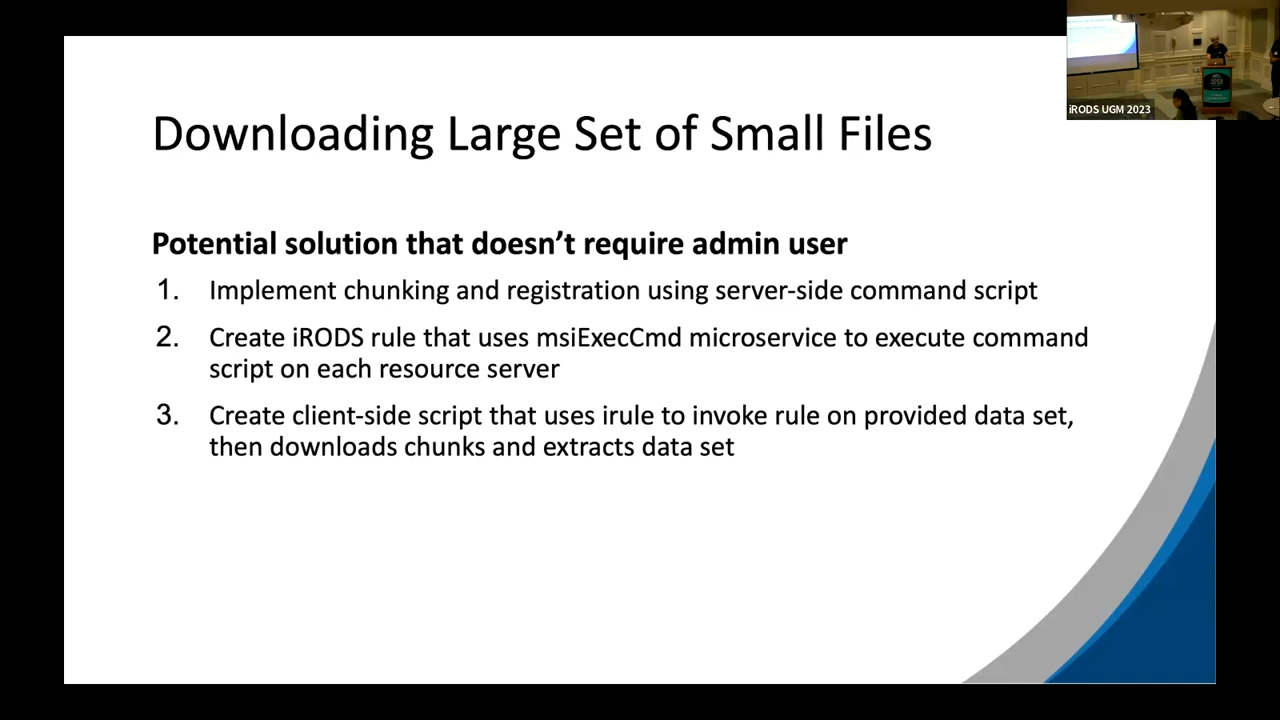 Downloading Large Set of Small Files
Potential solution that doesn't require admin user
1. Implement chunking and registration using server-side command script
2. Create iRODS rule that uses msiExecCmd microservice to execute command
script on each resource server
3. Create client-side script that uses irule to invoke rule on provided data set,
then downloads chunks and extracts data set
iRODS UGM 2023